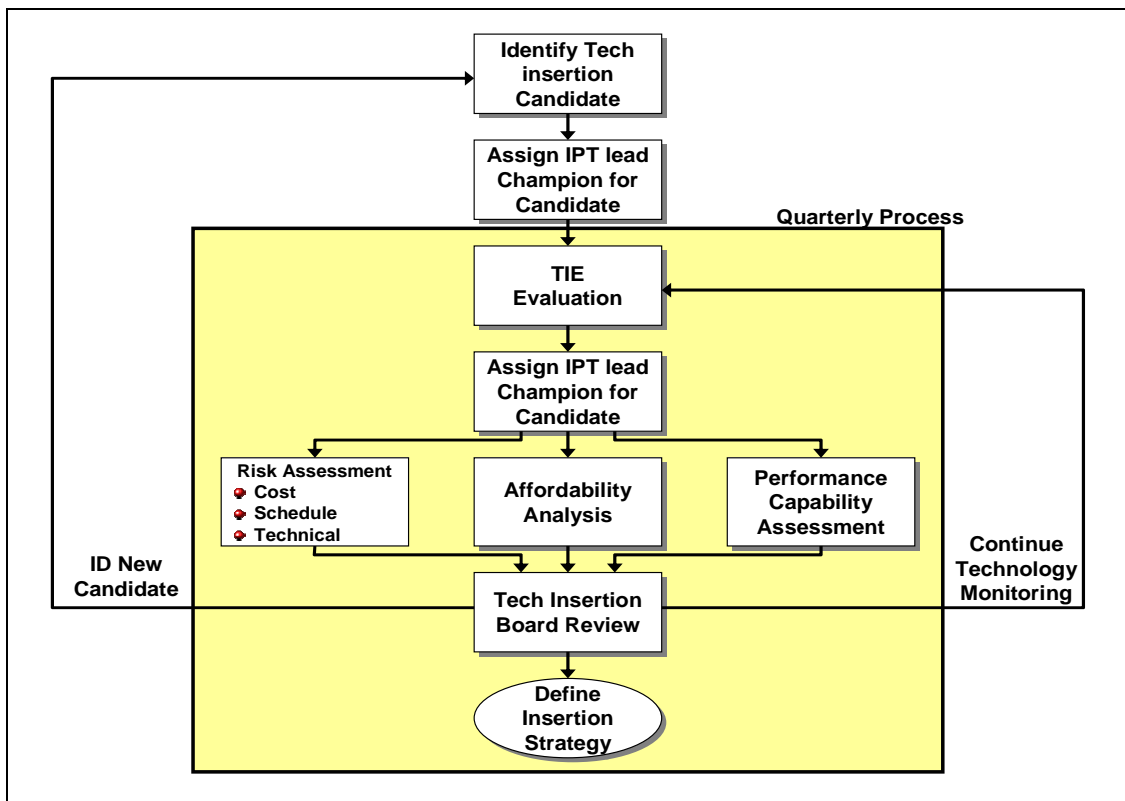 Identify Tech
insertion
Candidate
Assign IPT lead
Champion for
Candidate
Quarterly Process
TIE
Evaluation
Assign IPT lead
Champion for
Candidate
Risk Assessment
Cost
Schedule
Technical
Affordability
Analysis
Performance
Capability
Assessment
ID New
Candidate
Continue
Technology
Monitoring
Tech Insertion
Board Review
Define
Insertion
Strategy